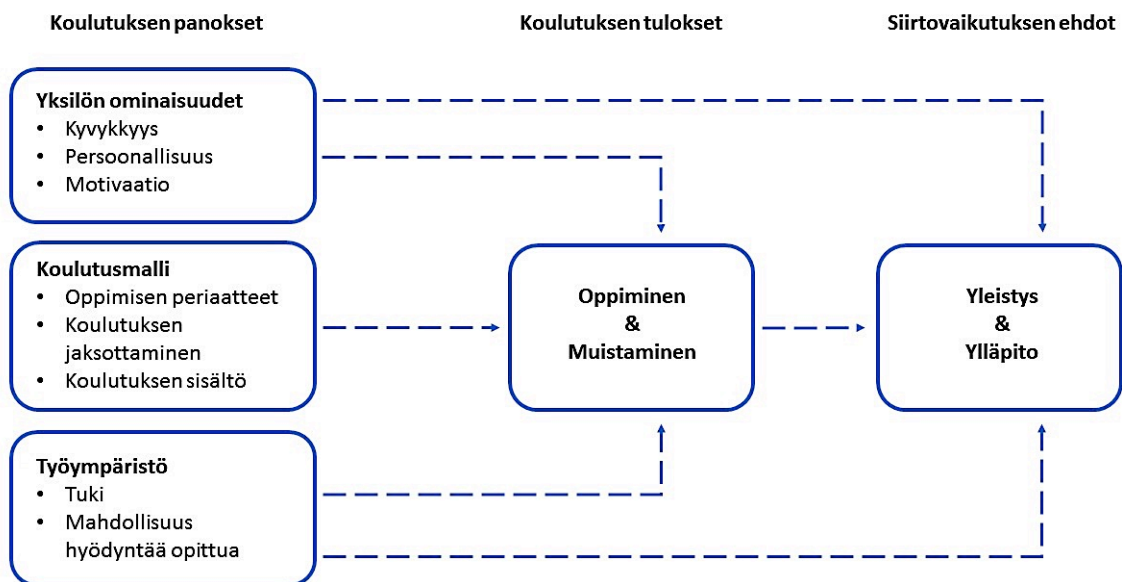 Koulutuksen panokset
Koulutuksen tulokset
Siirtovaikutuksen ehdot
Yksilön ominaisuudet
• Kyvykkyys
• Persoonallisuus
• Motivaatio
Koulutusmalli
• Oppimisen periaatteet
• Koulutuksen
jaksottaminen
• Koulutuksen sisältö
Työympäristö
• Tuki
• Mahdollisuus
hyödyntää opittua
Oppiminen
&
Muistaminen
Yleistys
&
Ylläpito